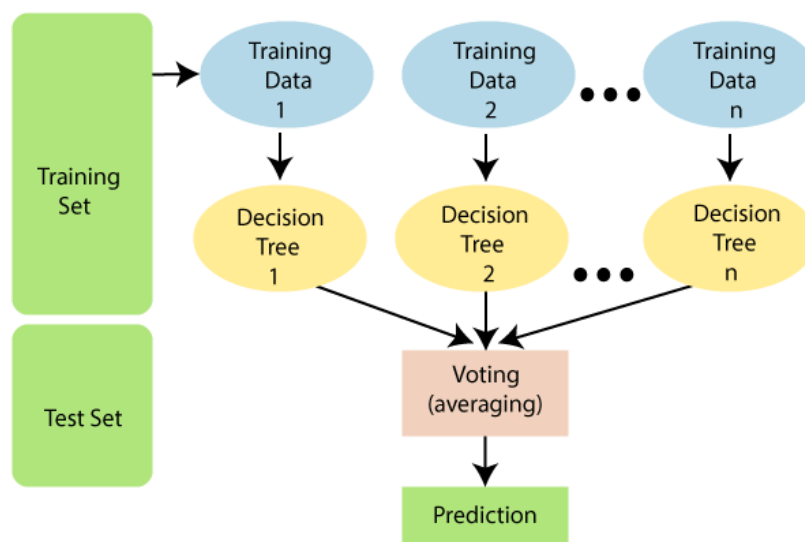 Training
Set
Test Set
Training
Data
1
Training
Data
2
Training
Data
n
Decision
Tree
1
Decision
Tree
2
Decision
Tree
n
Voting
(averaging)
Prediction